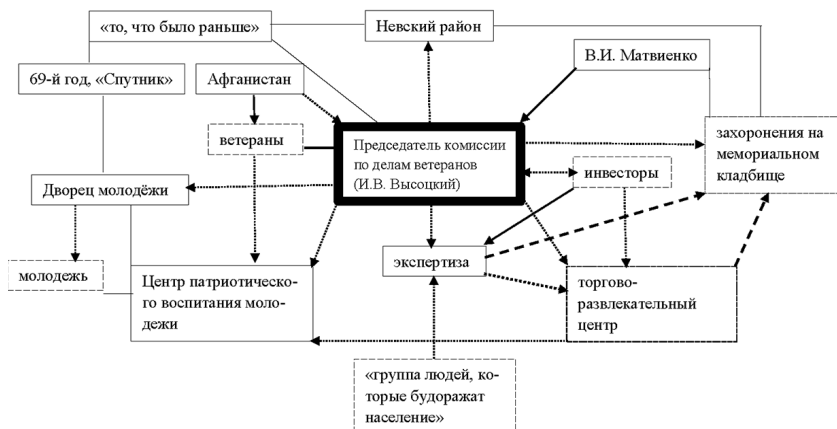 «то, что было раньше»
Невский район
В.И. Матвиенко
69-й год, «Спутник»
Афганистан
ветераны
Председатель комиссии
по делам ветеранов
(И.В. Высоцкий)
захоронения на
мемориальном
кладбище
инвесторы
Дворец молодёжи
молодежь
Центр патриотическо-
го воспитания моло-
дежи
экспертиза
торгово-
развлекательный
центр
«группа людей, ко-
торые будоражат
население»